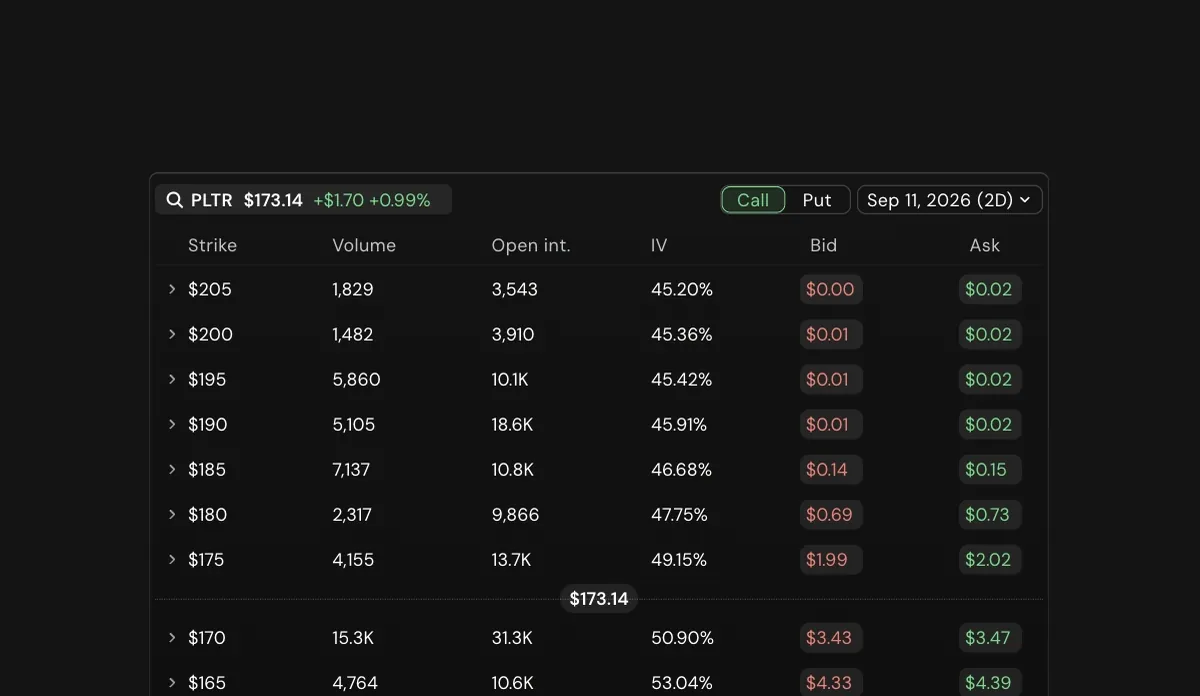 PLTR $173.14 +$1.70 +0.99% Call Put Sep 11, 2026 (2D)
Strike Volume Open int. IV Bid Ask
$205 1,829 3,543 45.20% $0.00 $0.02
$200 1,482 3,910 45.36% $0.01 $0.02
$195 5,860 10.1K 45.42% $0.01 $0.02
$190 5,105 18.6K 45.91% $0.01 $0.02
$185 7,137 10.8K 46.68% $0.14 $0.15
$180 2,317 9,866 47.75% $0.69 $0.73
$175 4,155 13.7K 49.15% $1.99 $2.02
$173.14
$170 15.3K 31.3K 50.90% $3.43 $3.47
$165 4,764 10.6K 53.04% $4.33 $4.39